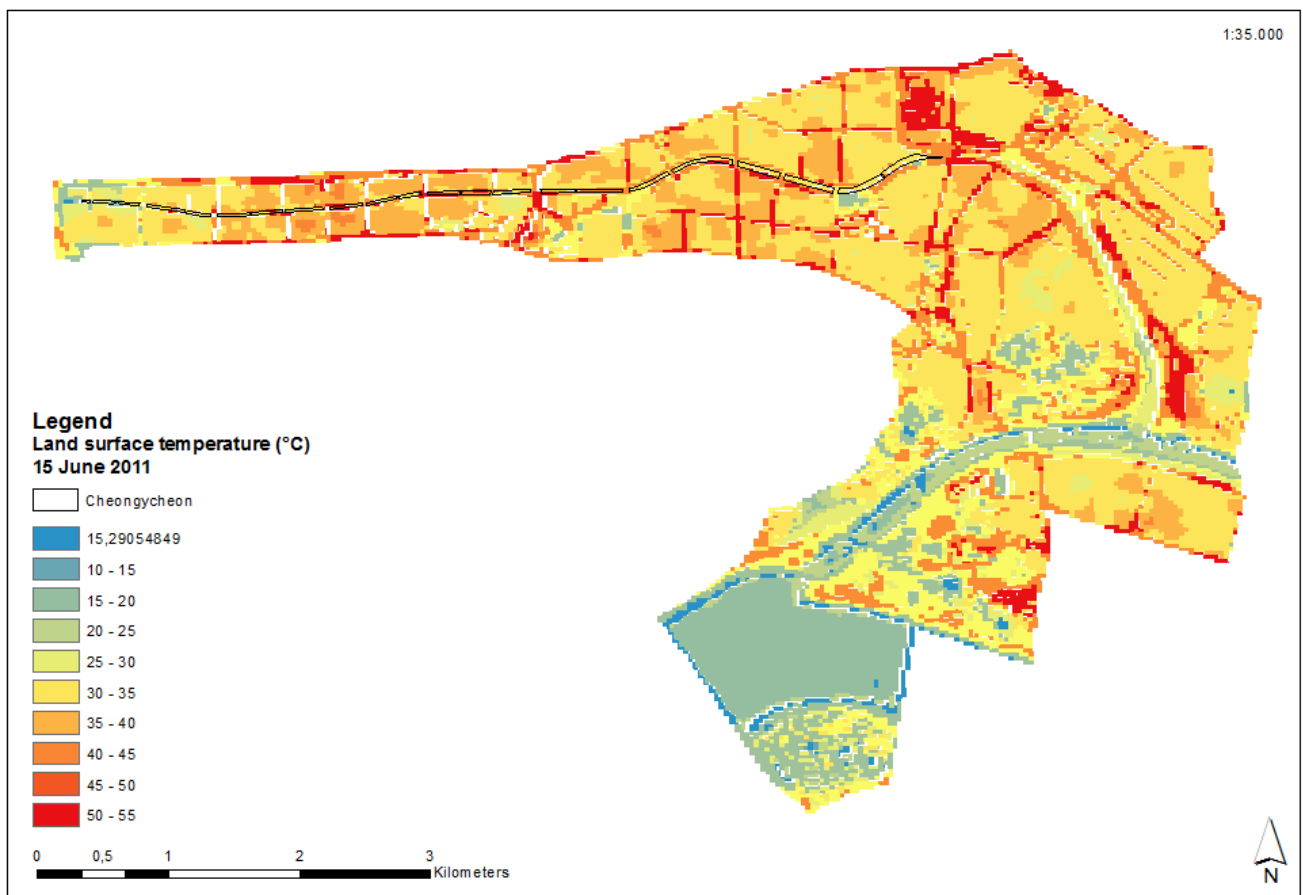 1:35.000
Legend
Land surface temperature (°C)
15 June 2011
Cheongycheon
15,29054849
10 - 15
15 - 20
20 - 25
25 - 30
30 - 35
35 - 40
40 - 45
45 - 50
50 - 55
0 0,5 1 2 3
Kilometers
N